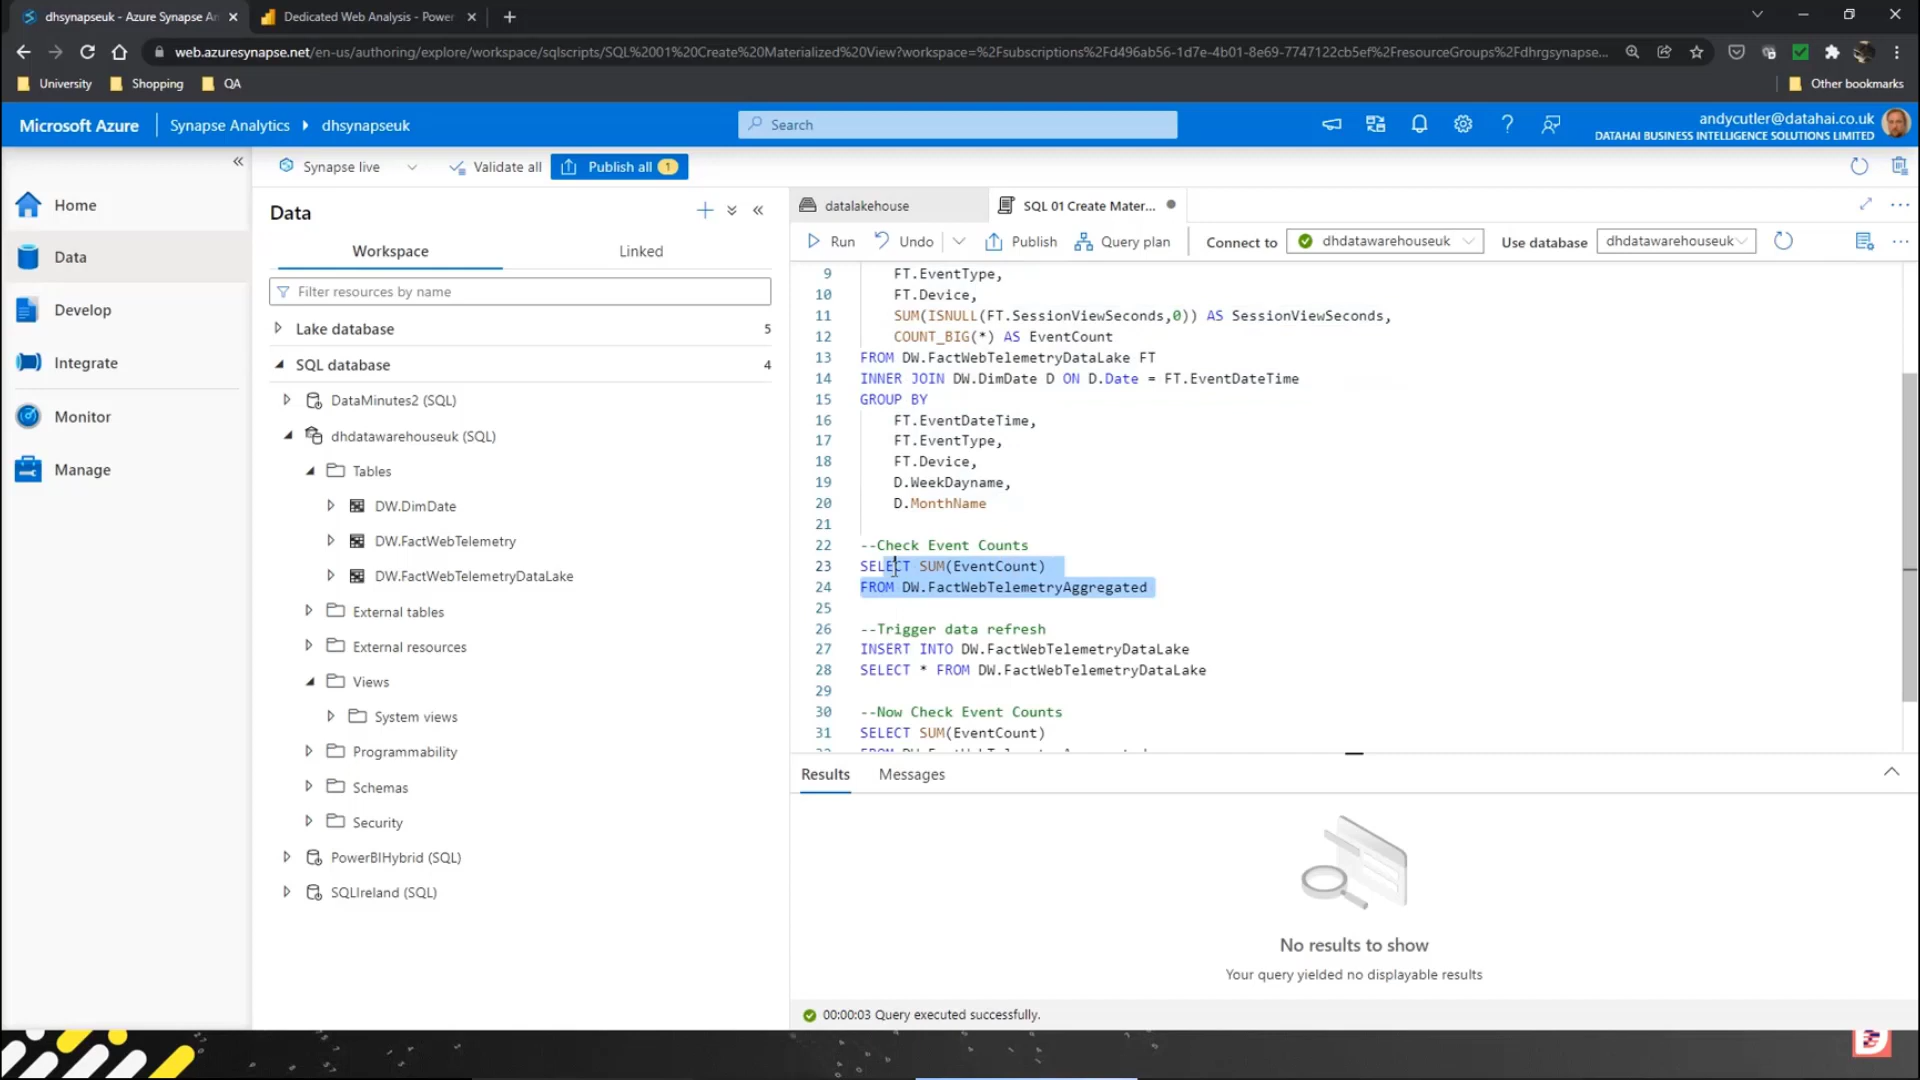 dhsynapseuk - Azure Synapse An
Dedicated Web Analysis - Power
web.azuresynapse.net/en-us/authoring/explore/workspace/sqlscripts/SQL%2001%20Create%20Materialized%20View?workspace=%2Fsubscriptions%2Fd496ab56-1d7e-4b01-8e69-7747122cb5ef%2FresourceGroups%2Fdhrgsynapse...
University
Shopping
QA
Other bookmarks
Microsoft Azure
Synapse Analytics
dhsynapseuk
Search
andycutler@datahai.co.uk
DATAHAI BUSINESS INTELLIGENCE SOLUTIONS LIMITED
Synapse live
Validate all
Publish all 1
Home
Data
Develop
Integrate
Monitor
Manage
Data
Workspace
Linked
Filter resources by name
Lake database 5
SQL database 4
DataMinutes2 (SQL)
dhdatawarehouseuk (SQL)
Tables
DW.DimDate
DW.FactWebTelemetry
DW.FactWebTelemetryDataLake
External tables
External resources
Views
System views
Programmability
Schemas
Security
PowerBIHybrid (SQL)
SQLIreland (SQL)
datalakehouse
SQL 01 Create Mater...
Run
Undo
Publish
Query plan
Connect to
dhdatawarehouseuk
Use database
dhdatawarehouseuk
9 FT.EventType,
10 FT.Device,
11 SUM(ISNULL(FT.SessionViewSeconds,0)) AS SessionViewSeconds,
12 COUNT_BIG(*) AS EventCount
13 FROM DW.FactWebTelemetryDataLake FT
14 INNER JOIN DW.DimDate D ON D.Date = FT.EventDateTime
15 GROUP BY
16 FT.EventDateTime,
17 FT.EventType,
18 FT.Device,
19 D.WeekDayname,
20 D.MonthName
21
22 --Check Event Counts
23 SELECT SUM(EventCount)
24 FROM DW.FactWebTelemetryAggregated
25
26 --Trigger data refresh
27 INSERT INTO DW.FactWebTelemetryDataLake
28 SELECT * FROM DW.FactWebTelemetryDataLake
29
30 --Now Check Event Counts
31 SELECT SUM(EventCount)
Results
Messages
No results to show
Your query yielded no displayable results
00:00:03 Query executed successfully.